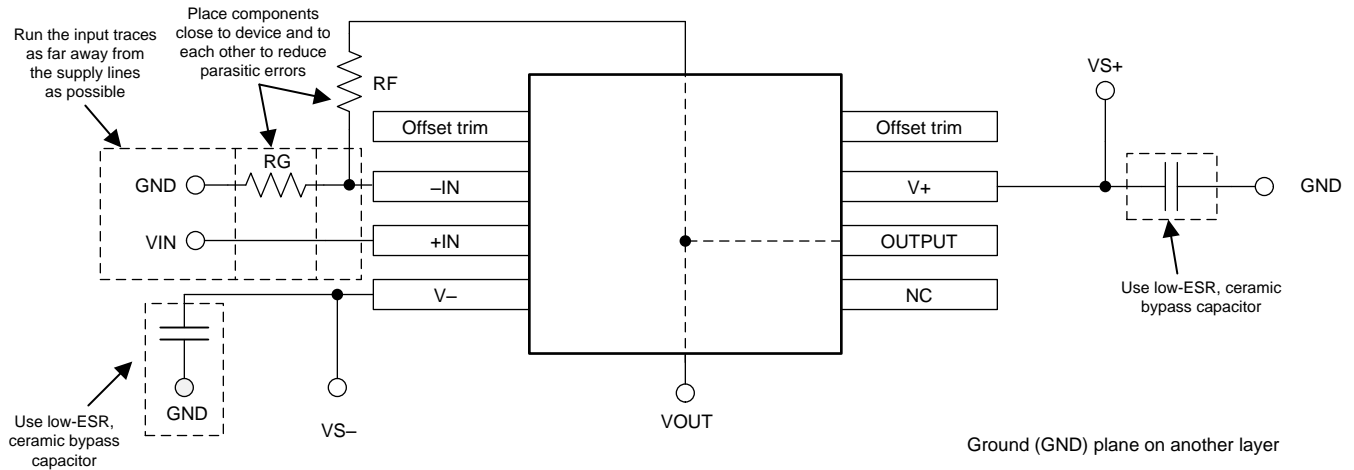 Place components
close to device and to
each other to reduce
parasitic errors
Run the input traces
as far away from
the supply lines
as possible
RF
VS+
Offset trim
Offset trim
RG
GND
–IN
V+
GND
VIN
+IN
OUTPUT
V–
NC
Use low-ESR, ceramic
bypass capacitor
GND
VS–
VOUT
Use low-ESR,
ceramic bypass
capacitor
Ground (GND) plane on another layer